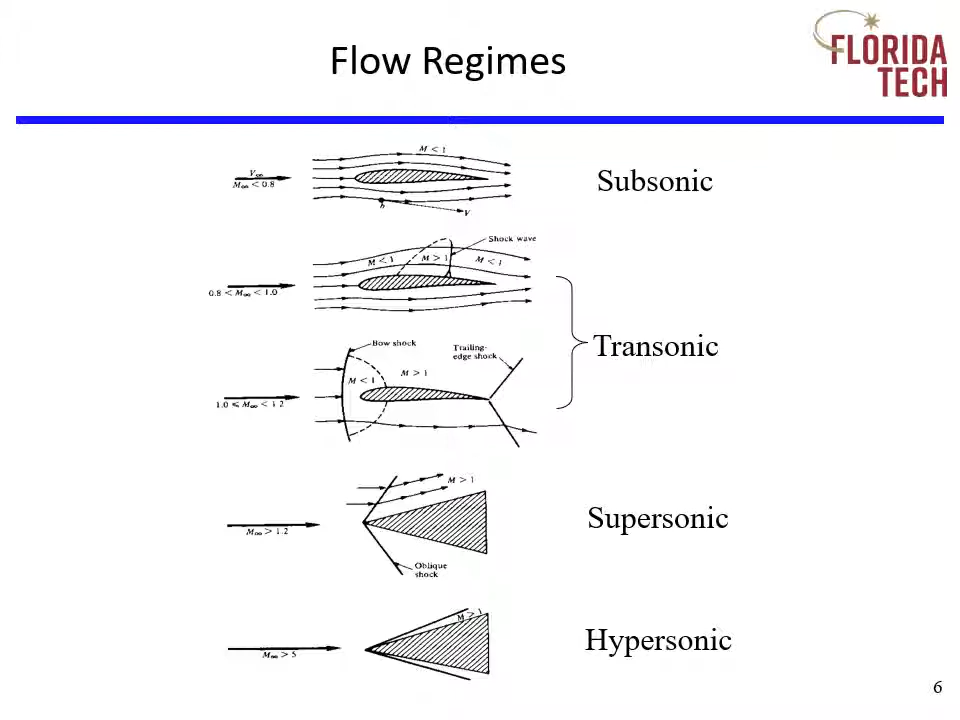 Flow Regimes
FLORIDA
TECH
M < 1
V∞
M∞ < 0.8
b
V
Subsonic
Shock wave
M < 1
M > 1
M < 1
0.8 < M∞ < 1.0
Transonic
Bow shock
Trailing-
edge shock
M > 1
M < 1
1.0 ⩽ M∞ < 1.2
M > 1
M∞ > 1.2
Supersonic
Oblique
shock
M > 1
M∞ > 5
Hypersonic
6